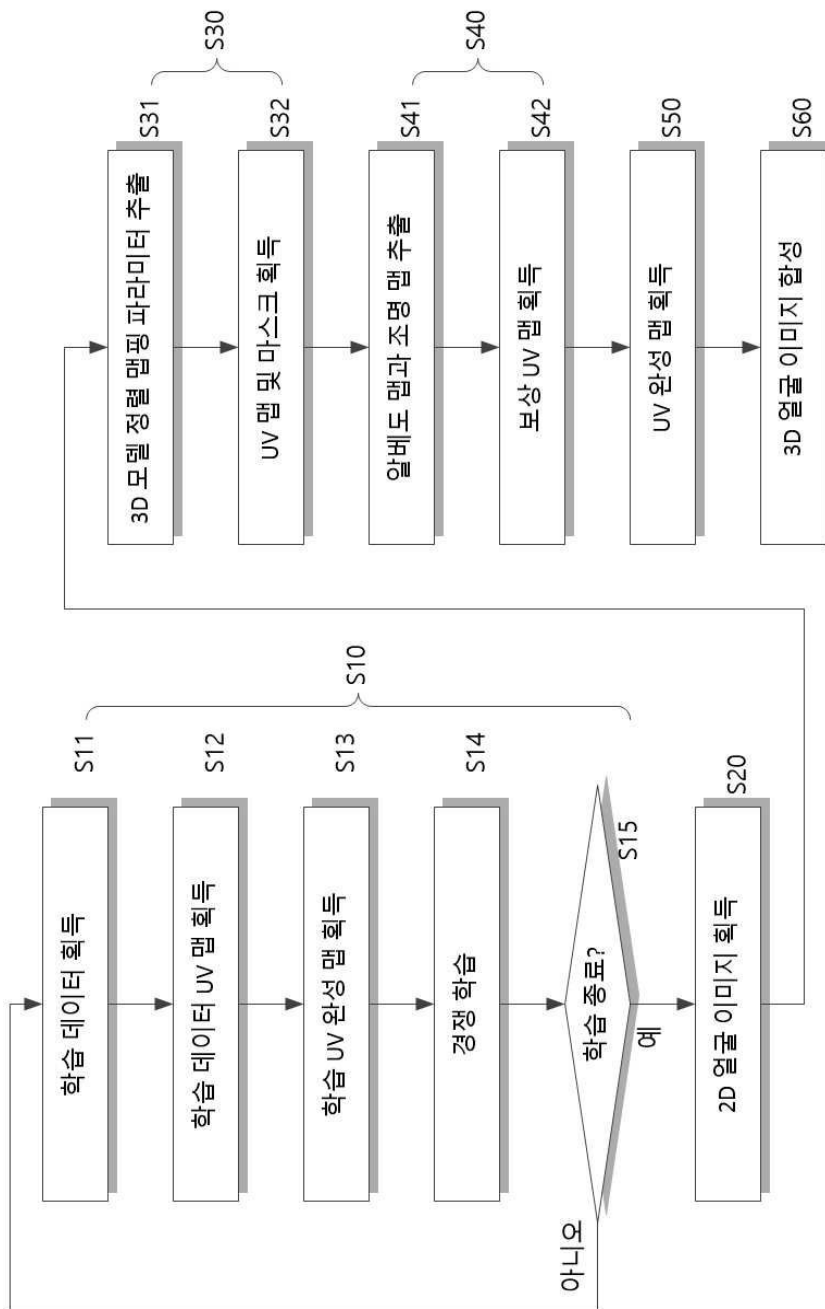 학습 데이터 획득
S11
학습 데이터 UV 맵 획득
S12
학습 UV 완성 맵 획득
S13
경쟁 학습
S14
S10
학습 종료?
S15
아니오
예
2D 얼굴 이미지 획득
S20
3D 모델 정렬 맵핑 파라미터 추출
S31
UV 맵 및 마스크 획득
S32
S30
알베도 맵과 조명 맵 추출
S41
보상 UV 맵 획득
S42
S40
UV 완성 맵 획득
S50
3D 얼굴 이미지 합성
S60